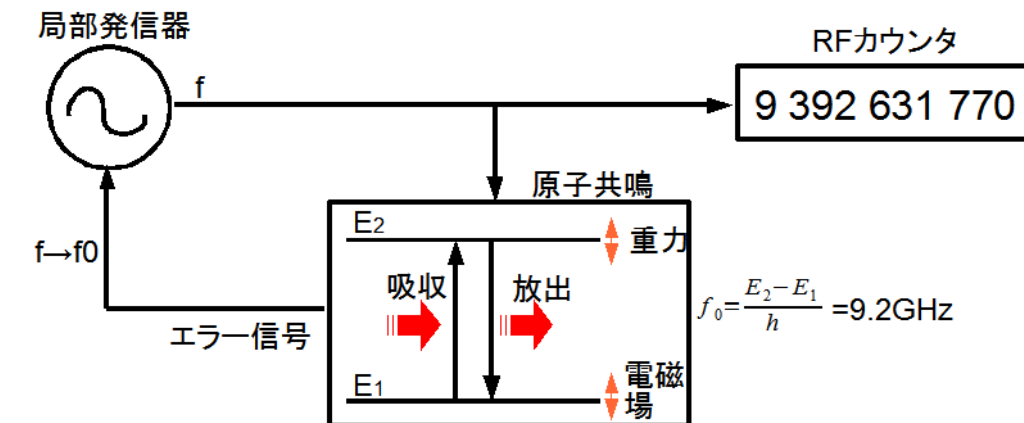 局部発信器
RFカウンタ
f
9 392 631 770
原子共鳴
E2
重力
f→f0
吸収
放出
f0=E2−E1/h =9.2GHz
エラー信号
E1
電磁
場